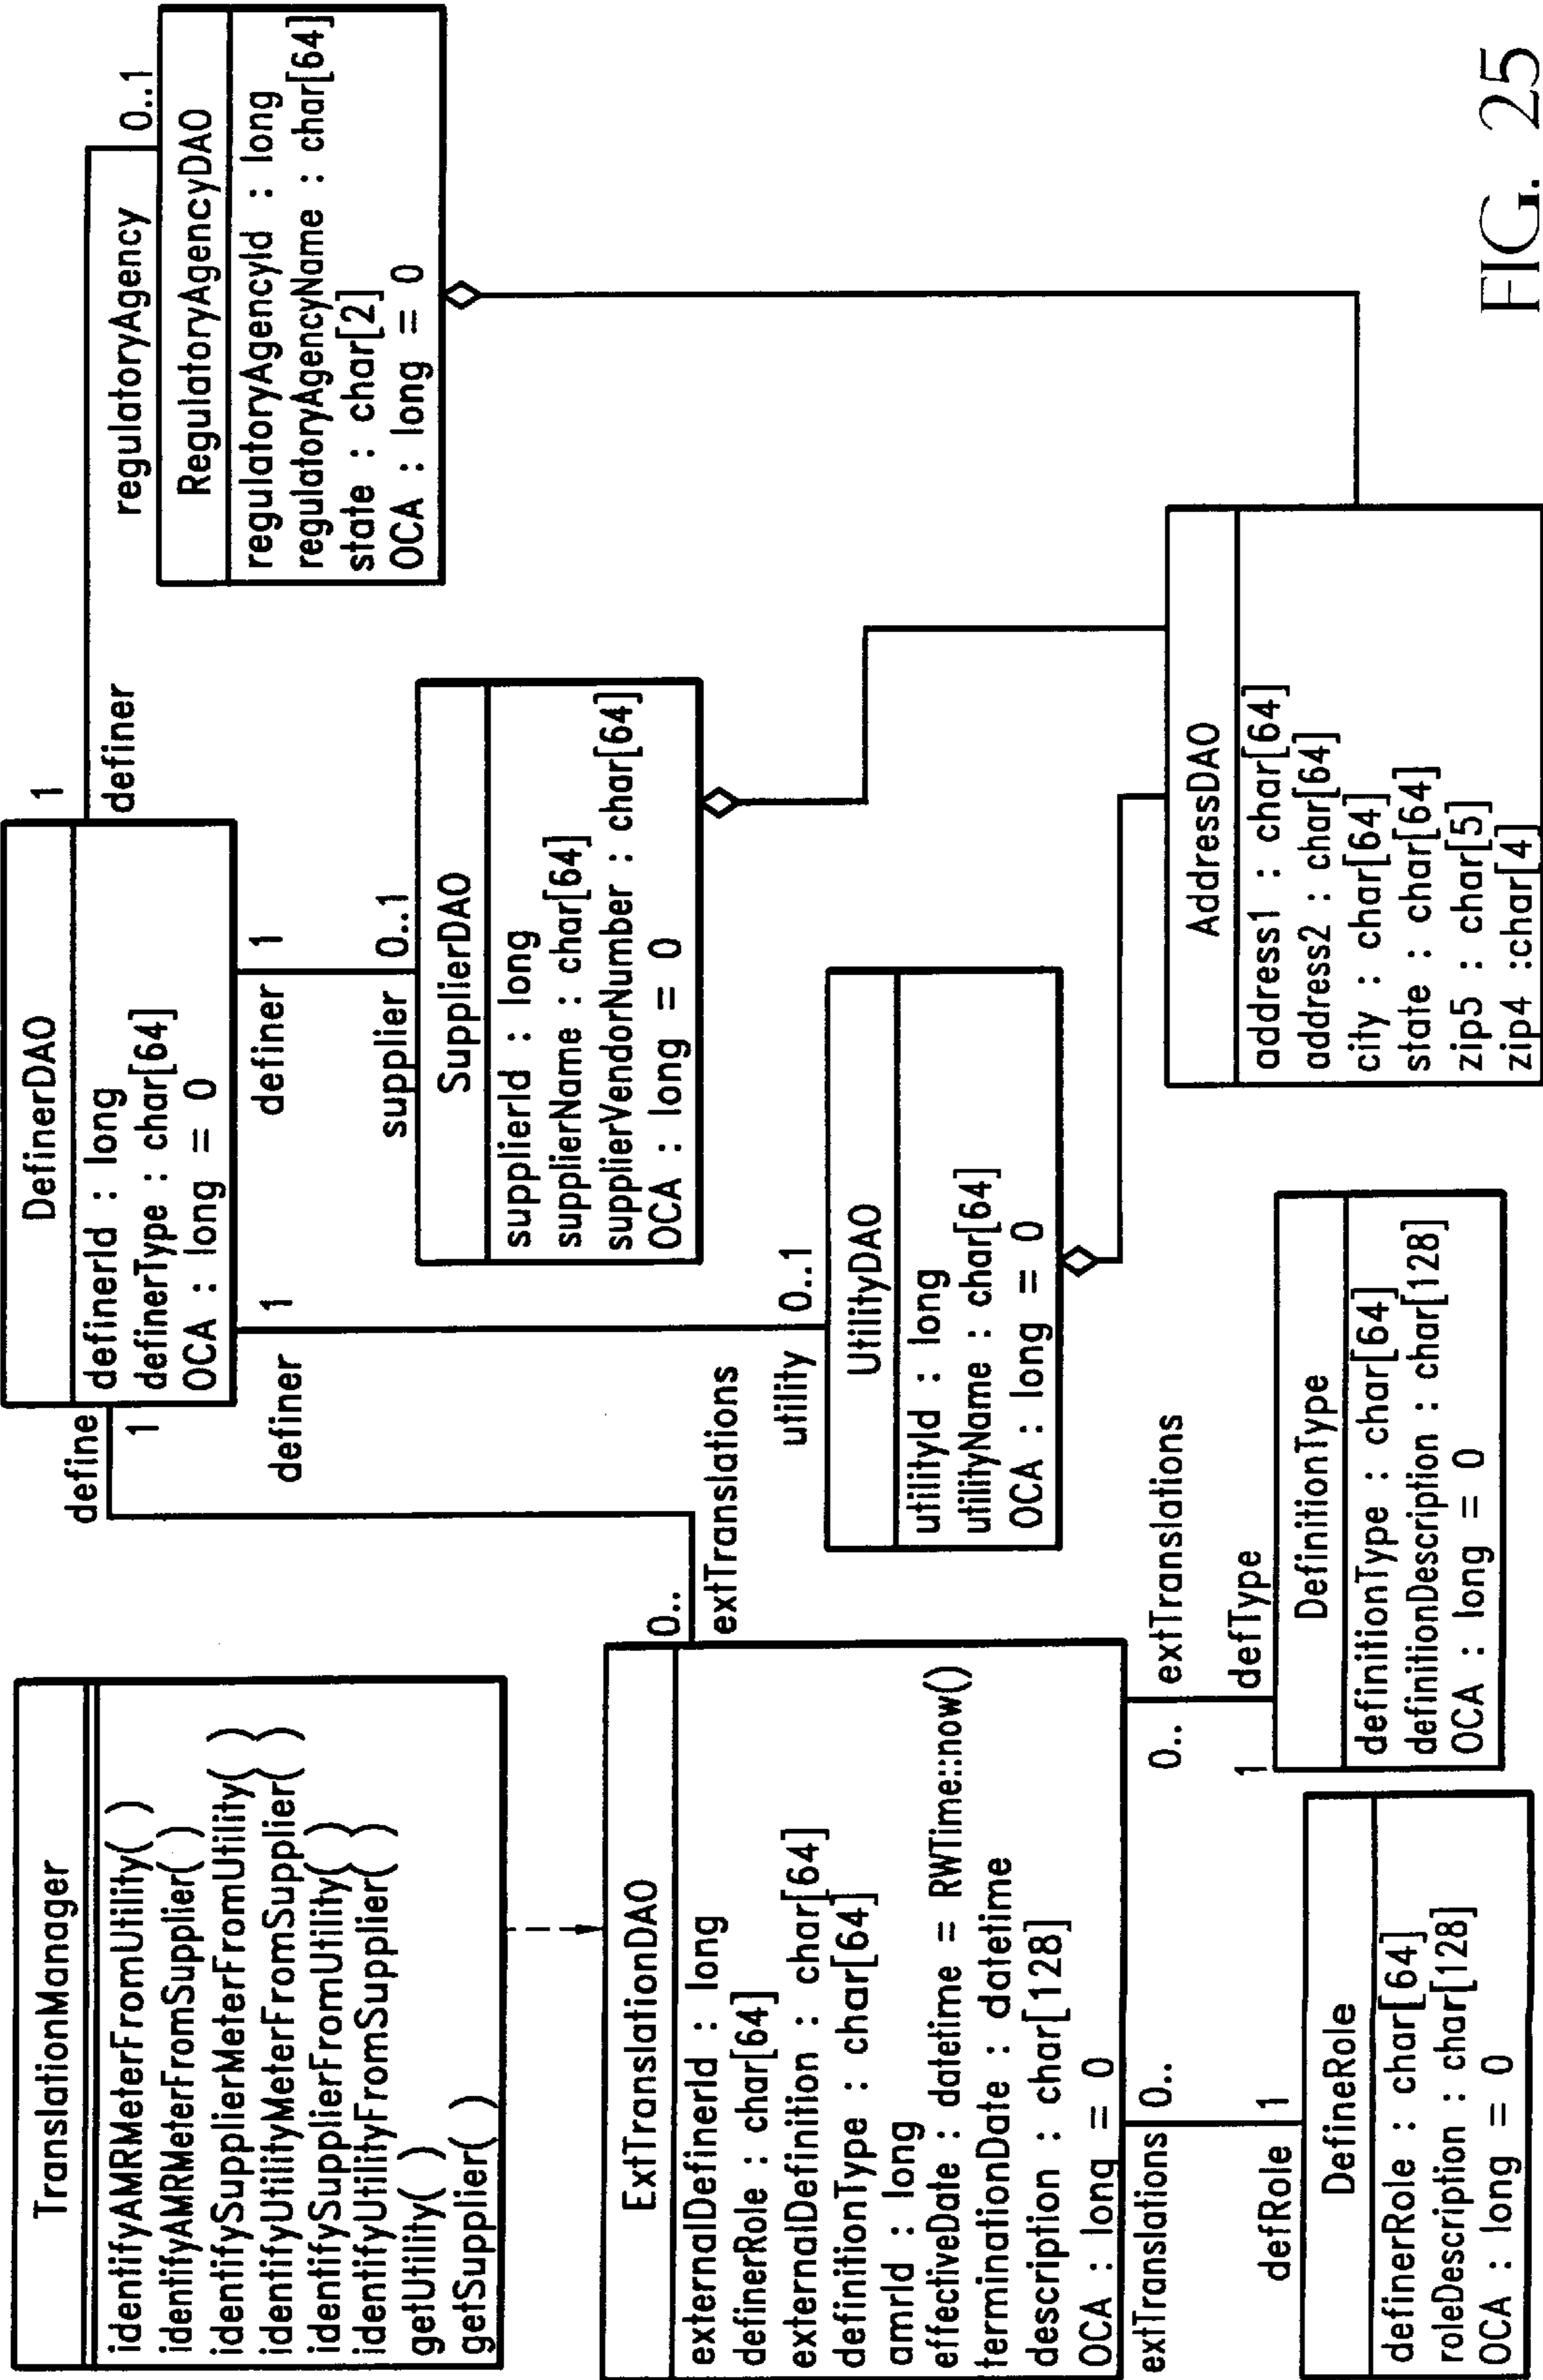 TranslationManager
identifyAMRMeterFromUtility( )
identifyAMRMeterFromSupplier( )
identifySupplierMeterFromUtility( )
identifyUtilityMeterFromSupplier( )
identifySupplierFromUtility( )
identifyUtilityFromSupplier( )
getUtility( )
getSupplier( )
define
1
DefinerDAO
definerId : long
definerType : char[64]
OCA : long = 0
1
definer
regulatoryAgency
0..1
RegulatoryAgencyDAO
regulatoryAgencyId : long
regulatoryAgencyName : char[64]
state : char[2]
OCA : long = 0
definer
1
definer
1
supplier
0..1
SupplierDAO
supplierId : long
supplierName : char[64]
supplierVendorNumber : char[64]
OCA : long = 0
0..
extTranslations
utility
0..1
UtilityDAO
utilityId : long
utilityName : char[64]
OCA : long = 0
ExtTranslationDAO
externalDefinerId : long
definerRole : char[64]
externalDefinition : char[64]
definitionType : char[64]
amrId : long
effectiveDate : datetime = RWTime::now()
terminationDate : datetime
description : char[128]
OCA : long = 0
extTranslations
0..
defRole
1
DefineRole
definerRole : char[64]
roleDescription : char[128]
OCA : long = 0
0..
extTranslations
1
defType
DefinitionType
definitionType : char[64]
definitionDescription : char[128]
OCA : long = 0
AddressDAO
address1 : char[64]
address2 : char[64]
city : char[64]
state : char[64]
zip5 : char[5]
zip4 :char[4]
FIG. 25